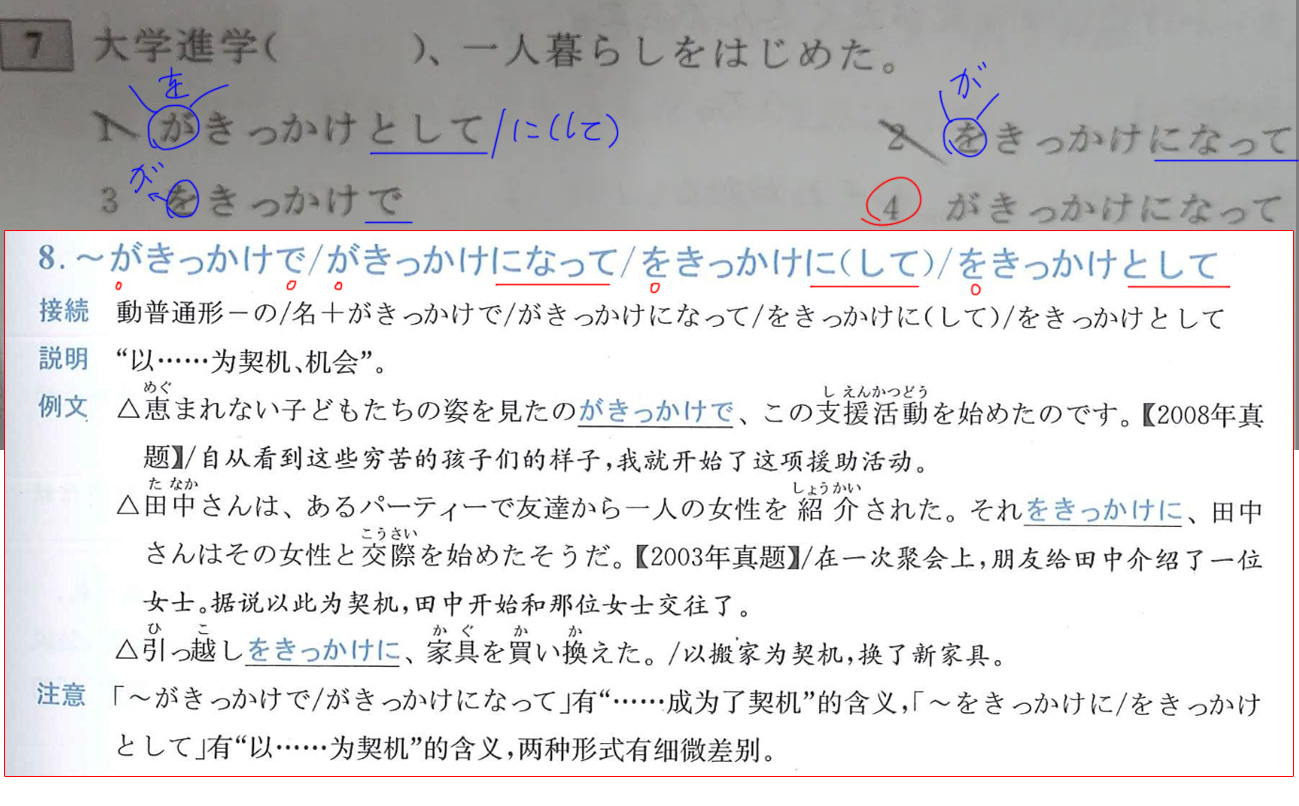 7 大学進学(　　　)、一人暮らしをはじめた。
を が
1 がきっかけとして/に(して) 2 をきっかけになって
が
3 をきっかけで 4 がきっかけになって
8. ～がきっかけで/がきっかけになって/をきっかけに(して)/をきっかけとして
接続 動普通形－の/名＋がきっかけで/がきっかけになって/をきっかけに(して)/をきっかけとして
説明 “以……为契机、机会”。
めぐ しえんかつどう
例文 △恵まれない子どもたちの姿を見たのがきっかけで、この支援活動を始めたのです。【2008年真
题】/自从看到这些穷苦的孩子们的样子,我就开始了这项援助活动。
たなか しょうかい
△田中さんは、あるパーティーで友達から一人の女性を紹介された。それをきっかけに、田中
こうさい
さんはその女性と交際を始めたそうだ。【2003年真题】/在一次聚会上,朋友给田中介绍了一位
女士。据说以此为契机,田中开始和那位女士交往了。
ひ こ か ぐ か か
△引っ越しをきっかけに、家具を買い換えた。/以搬家为契机,换了新家具。
注意 「～がきっかけで/がきっかけになって」有“……成为了契机”的含义,「～をきっかけに/をきっかけ
として」有“以……为契机”的含义,两种形式有细微差别。